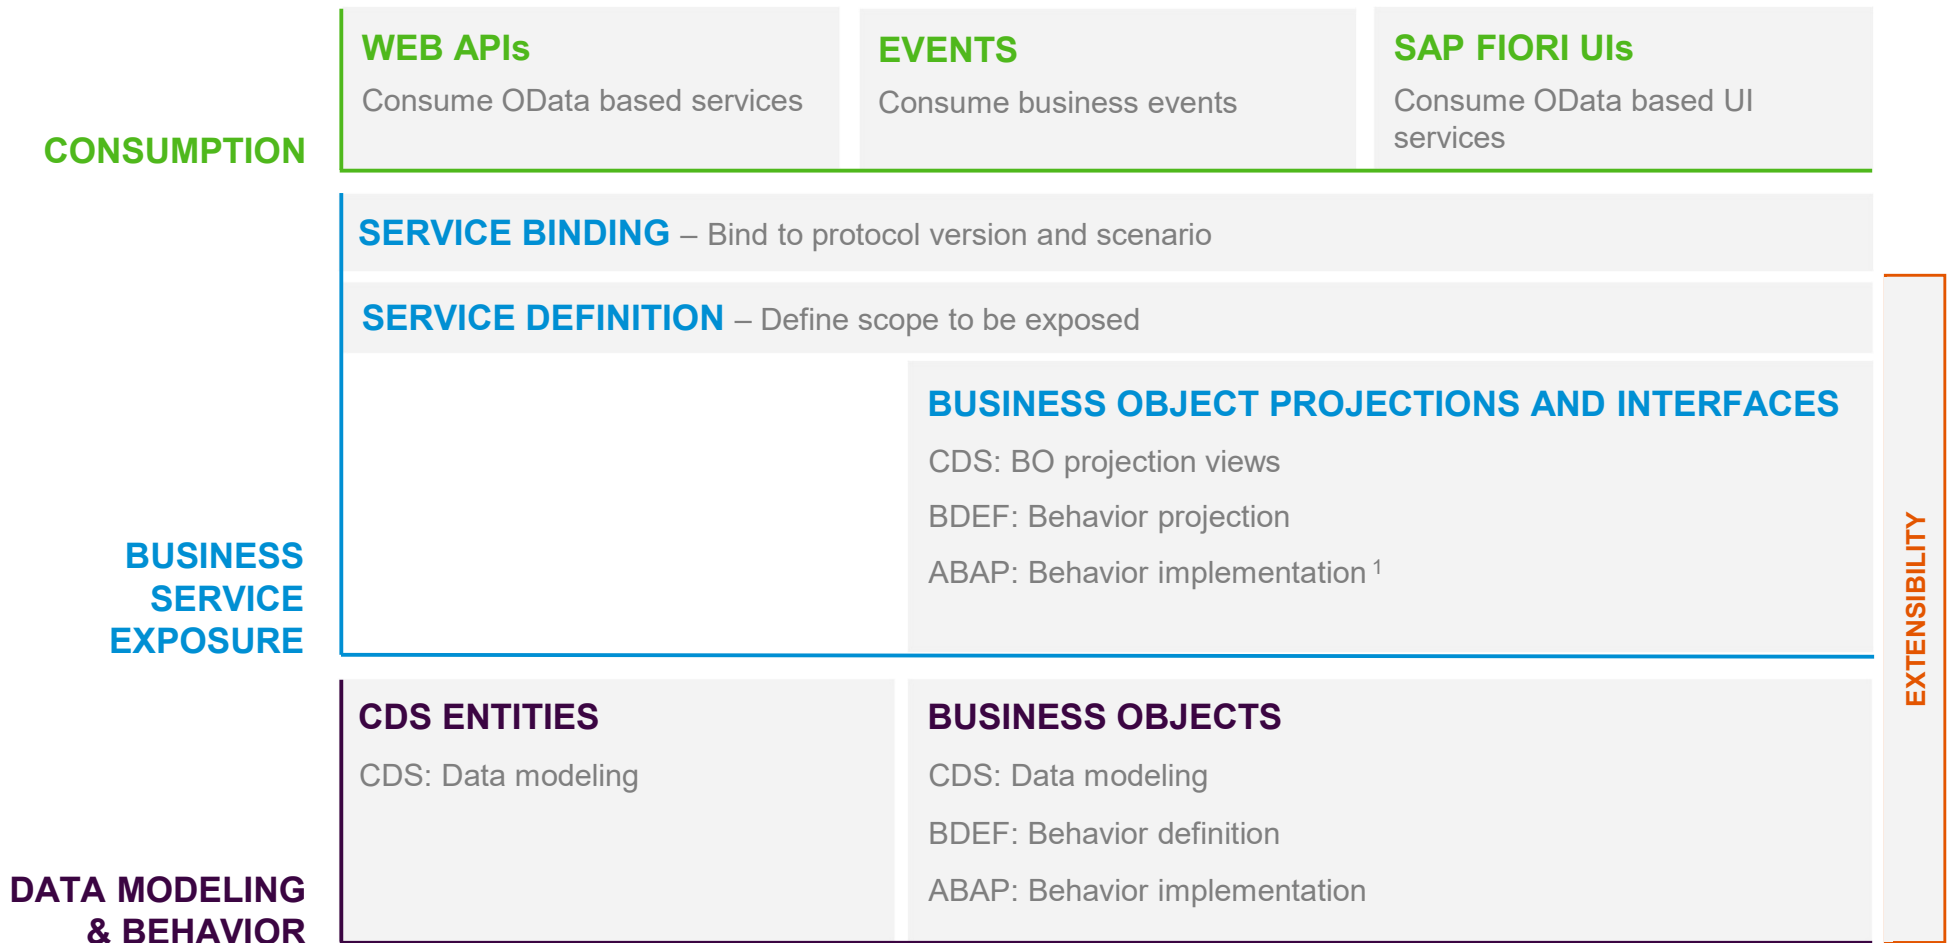 CONSUMPTION
WEB APIs
Consume OData based services
EVENTS
Consume business events
SAP FIORI UIs
Consume OData based UI
services
BUSINESS
SERVICE
EXPOSURE
SERVICE BINDING – Bind to protocol version and scenario
SERVICE DEFINITION – Define scope to be exposed
BUSINESS OBJECT PROJECTIONS AND INTERFACES
CDS: BO projection views
BDEF: Behavior projection
ABAP: Behavior implementation ¹
DATA MODELING
& BEHAVIOR
CDS ENTITIES
CDS: Data modeling
BUSINESS OBJECTS
CDS: Data modeling
BDEF: Behavior definition
ABAP: Behavior implementation
EXTENSIBILITY